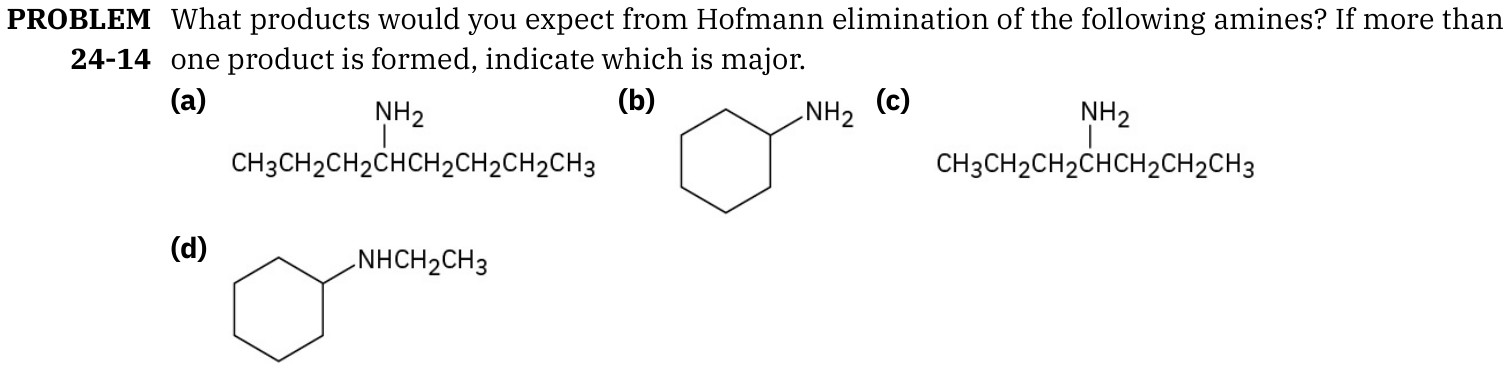 PROBLEM What products would you expect from Hofmann elimination of the following amines? If more than
24-14 one product is formed, indicate which is major.
(a) (b) (c)
NH2 NH2 NH2
CH3CH2CH2CHCH2CH2CH2CH3 CH3CH2CH2CHCH2CH2CH3
(d)
NHCH2CH3